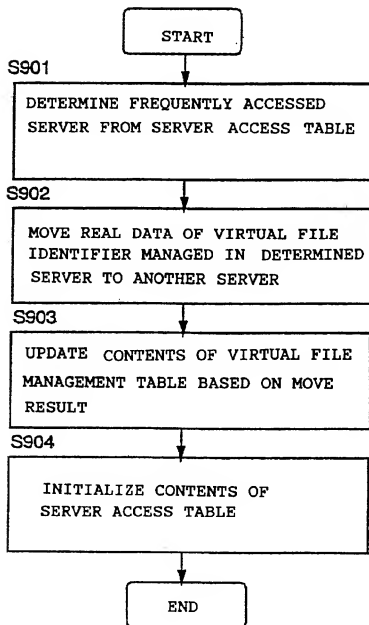 START
S901
DETERMINE FREQUENTLY ACCESSED
SERVER FROM SERVER ACCESS TABLE
S902
MOVE REAL DATA OF VIRTUAL FILE
IDENTIFIER MANAGED IN DETERMINED
SERVER TO ANOTHER SERVER
S903
UPDATE CONTENTS OF VIRTUAL FILE
MANAGEMENT TABLE BASED ON MOVE
RESULT
S904
INITIALIZE CONTENTS OF
SERVER ACCESS TABLE
END